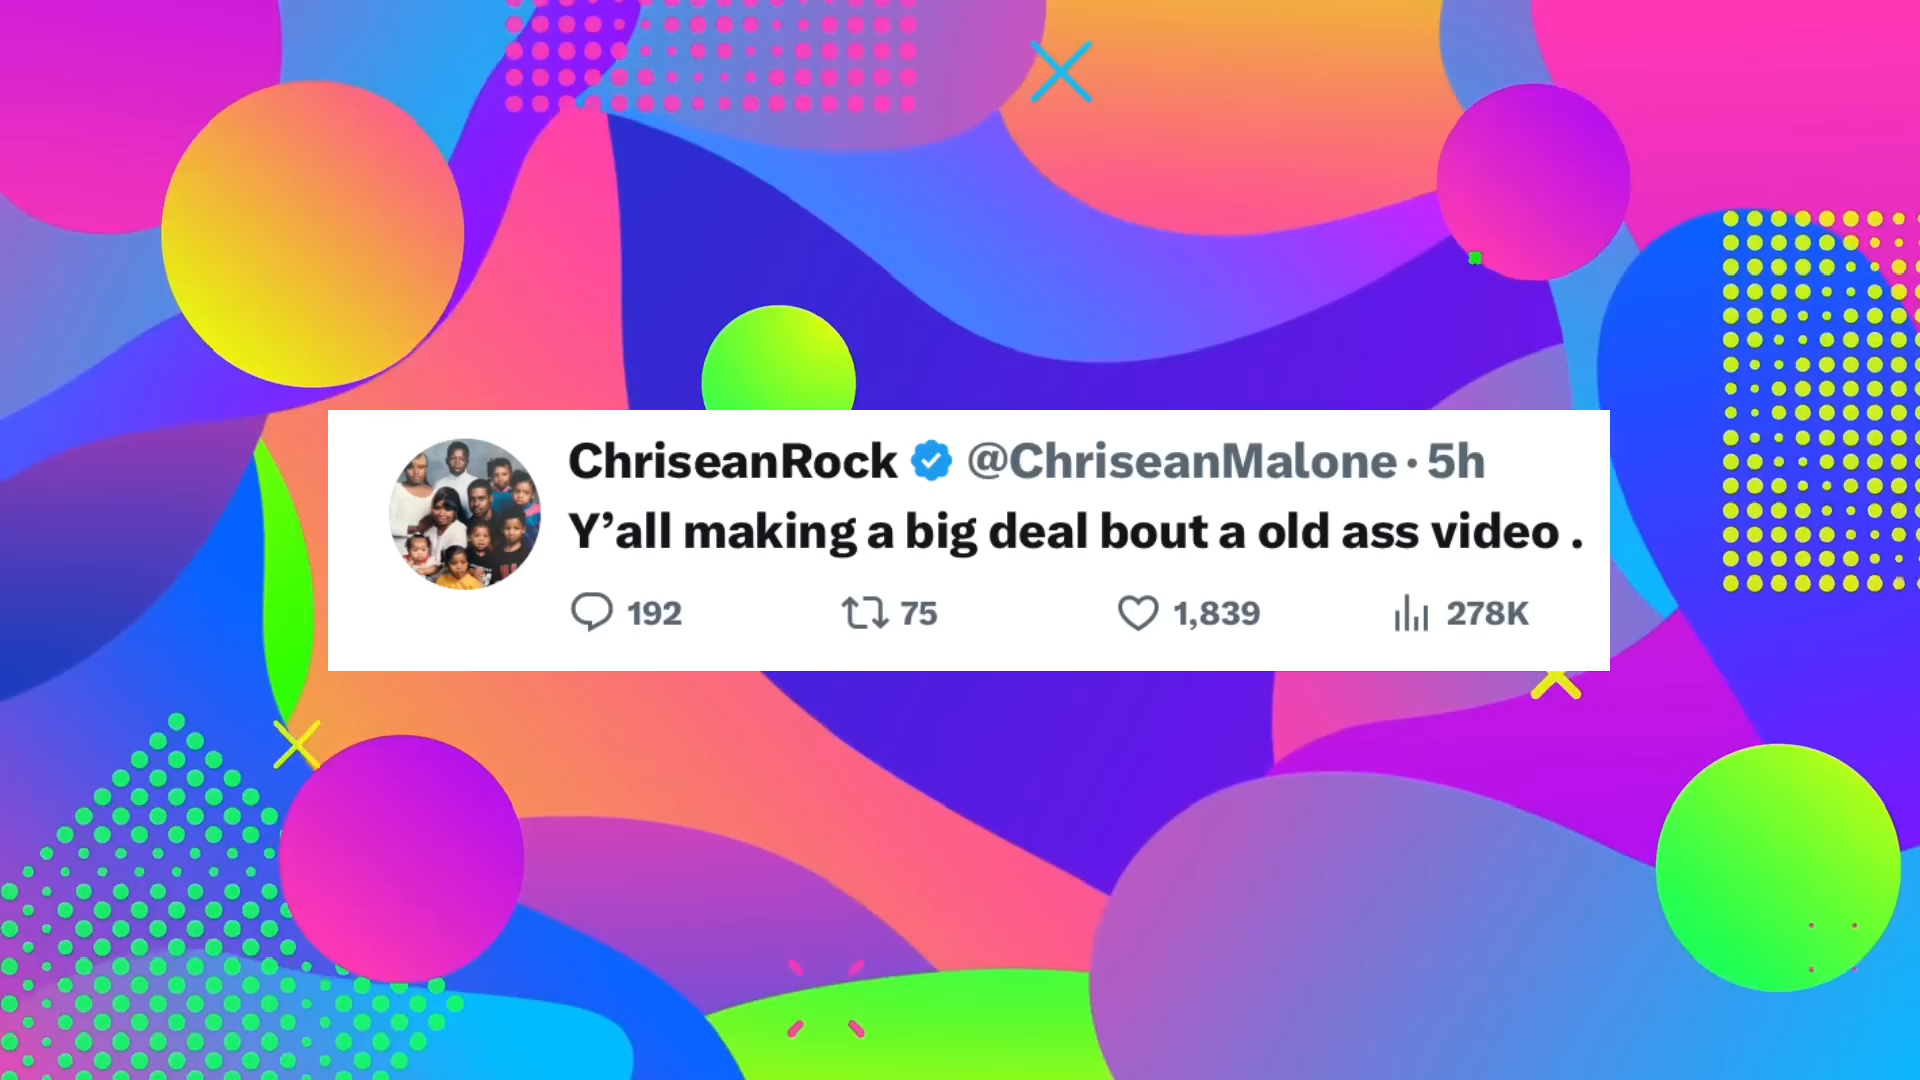 ChriseanRock @ChriseanMalone · 5h
Y’all making a big deal bout a old ass video .
192 75 1,839 278K